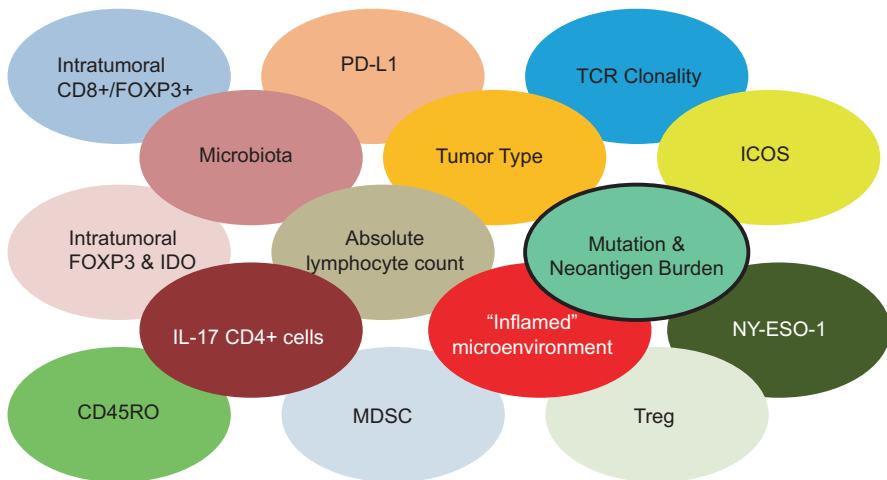 Intratumoral
CD8+/FOXP3+
PD-L1
TCR Clonality
Microbiota
Tumor Type
ICOS
Intratumoral
FOXP3 & IDO
Absolute
lymphocyte count
Mutation &
Neoantigen Burden
IL-17 CD4+ cells
“Inflamed”
microenvironment
NY-ESO-1
CD45RO
MDSC
Treg